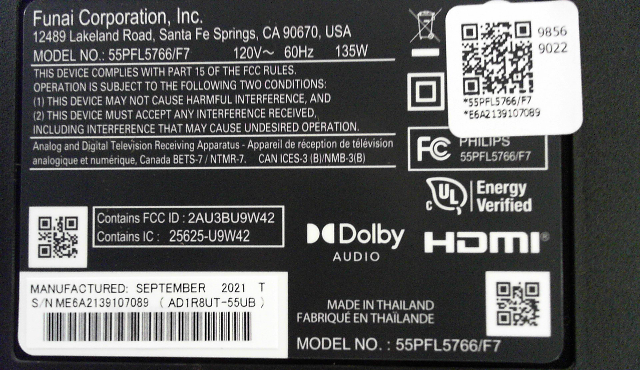 Funai Corporation, Inc.
12489 Lakeland Road, Santa Fe Springs, CA 90670, USA
MODEL NO.: 55PFL5766/F7 120V～ 60Hz 135W
THIS DEVICE COMPLIES WITH PART 15 OF THE FCC RULES.
OPERATION IS SUBJECT TO THE FOLLOWING TWO CONDITIONS:
(1) THIS DEVICE MAY NOT CAUSE HARMFUL INTERFERENCE, AND
(2) THIS DEVICE MUST ACCEPT ANY INTERFERENCE RECEIVED,
INCLUDING INTERFERENCE THAT MAY CAUSE UNDESIRED OPERATION.
Analog and Digital Television Receiving Apparatus - Appareil de réception de télévision
analogique et numérique, Canada BETS-7 / NTMR-7. CAN ICES-3 (B)/NMB-3(B)
9856
9022
*55PFL5766/F7
*E6A2139107089
FC PHILIPS
55PFL5766/F7
c UL Energy
Verified
Contains FCC ID : 2AU3BU9W42
Contains IC : 25625-U9W42
Dolby
AUDIO
HDMI®
MANUFACTURED: SEPTEMBER 2021 T
S/N ME6A2139107089 (AD1R8UT-55UB)
MADE IN THAILAND
FABRIQUÉ EN THAÏLANDE
MODEL NO. : 55PFL5766/F7